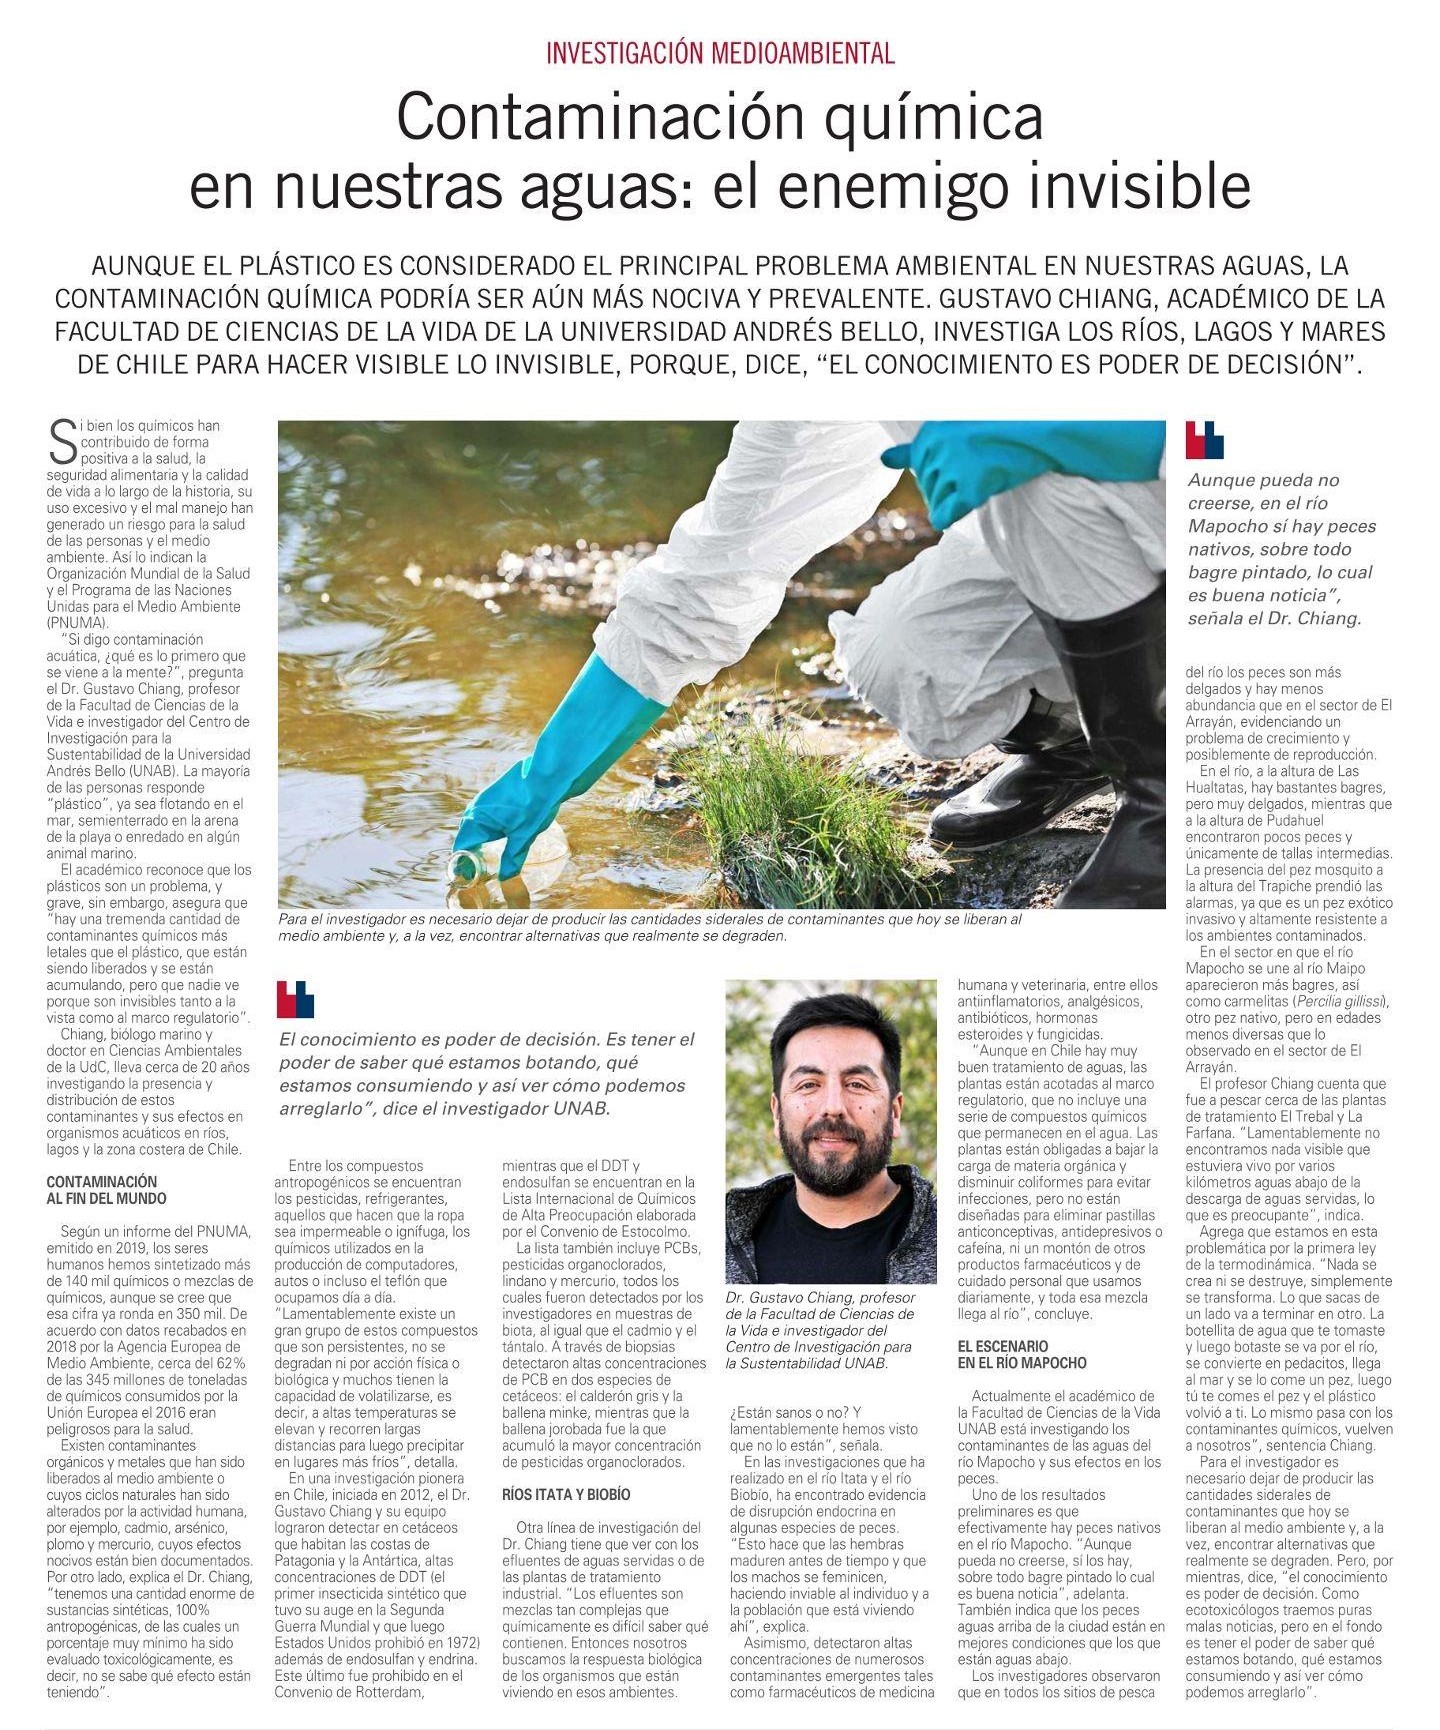 INVESTIGACIÓN MEDIOAMBIENTAL
Contaminación química
en nuestras aguas: el enemigo invisible
AUNQUE EL PLÁSTICO ES CONSIDERADO EL PRINCIPAL PROBLEMA AMBIENTAL EN NUESTRAS AGUAS, LA
CONTAMINACIÓN QUÍMICA PODRÍA SER AÚN MÁS NOCIVA Y PREVALENTE. GUSTAVO CHIANG, ACADÉMICO DE LA
FACULTAD DE CIENCIAS DE LA VIDA DE LA UNIVERSIDAD ANDRÉS BELLO, INVESTIGA LOS RÍOS, LAGOS Y MARES
DE CHILE PARA HACER VISIBLE LO INVISIBLE, PORQUE, DICE, “EL CONOCIMIENTO ES PODER DE DECISIÓN”.
Si bien los químicos han
contribuido de forma
positiva a la salud, la
seguridad alimentaria y la calidad
de vida a lo largo de la historia, su
uso excesivo y el mal manejo han
generado un riesgo para la salud
de las personas y el medio
ambiente. Así lo indican la
Organización Mundial de la Salud
y el Programa de las Naciones
Unidas para el Medio Ambiente
(PNUMA).
“Si digo contaminación
acuática, ¿qué es lo primero que
se viene a la mente?”, pregunta
el Dr. Gustavo Chiang, profesor
de la Facultad de Ciencias de la
Vida e investigador del Centro de
Investigación para la
Sustentabilidad de la Universidad
Andrés Bello (UNAB). La mayoría
de las personas responde
“plástico”, ya sea flotando en el
mar, semienterrado en la arena
de la playa o enredado en algún
animal marino.
El académico reconoce que los
plásticos son un problema, y
grave, sin embargo, asegura que
“hay una tremenda cantidad de
contaminantes químicos más
letales que el plástico, que están
siendo liberados y se están
acumulando, pero que nadie ve
porque son invisibles tanto a la
vista como al marco regulatorio”.
Chiang, biólogo marino y
doctor en Ciencias Ambientales
de la UdC, lleva cerca de 20 años
investigando la presencia y
distribución de estos
contaminantes y sus efectos en
organismos acuáticos en ríos,
lagos y la zona costera de Chile.
CONTAMINACIÓN
AL FIN DEL MUNDO
Según un informe del PNUMA,
emitido en 2019, los seres
humanos hemos sintetizado más
de 140 mil químicos o mezclas de
químicos, aunque se cree que
esa cifra ya ronda en 350 mil. De
acuerdo con datos recabados en
2018 por la Agencia Europea de
Medio Ambiente, cerca del 62%
de las 345 millones de toneladas
de químicos consumidos por la
Unión Europea el 2016 eran
peligrosos para la salud.
Existen contaminantes
orgánicos y metales que han sido
liberados al medio ambiente o
cuyos ciclos naturales han sido
alterados por la actividad humana,
por ejemplo, cadmio, arsénico,
plomo y mercurio, cuyos efectos
nocivos están bien documentados.
Por otro lado, explica el Dr. Chiang,
“tenemos una cantidad enorme de
sustancias sintéticas, 100%
antropogénicas, de las cuales un
porcentaje muy mínimo ha sido
evaluado toxicológicamente, es
decir, no se sabe qué efecto están
teniendo”.
Para el investigador es necesario dejar de producir las cantidades siderales de contaminantes que hoy se liberan al
medio ambiente y, a la vez, encontrar alternativas que realmente se degraden.
El conocimiento es poder de decisión. Es tener el
poder de saber qué estamos botando, qué
estamos consumiendo y así ver cómo podemos
arreglarlo”, dice el investigador UNAB.
Entre los compuestos
antropogénicos se encuentran
los pesticidas, refrigerantes,
aquellos que hacen que la ropa
sea impermeable o ignífuga, los
químicos utilizados en la
producción de computadores,
autos o incluso el teflón que
ocupamos día a día.
“Lamentablemente existe un
gran grupo de estos compuestos
que son persistentes, no se
degradan ni por acción física o
biológica y muchos tienen la
capacidad de volatilizarse, es
decir, a altas temperaturas se
elevan y recorren largas
distancias para luego precipitar
en lugares más fríos”, detalla.
En una investigación pionera
en Chile, iniciada en 2012, el Dr.
Gustavo Chiang y su equipo
lograron detectar en cetáceos
que habitan las costas de
Patagonia y la Antártica, altas
concentraciones de DDT (el
primer insecticida sintético que
tuvo su auge en la Segunda
Guerra Mundial y que luego
Estados Unidos prohibió en 1972)
además de endosulfan y endrina.
Este último fue prohibido en el
Convenio de Rotterdam,
mientras que el DDT y
endosulfan se encuentran en la
Lista Internacional de Químicos
de Alta Preocupación elaborada
por el Convenio de Estocolmo.
La lista también incluye PCBs,
pesticidas organoclorados,
lindano y mercurio, todos los
cuales fueron detectados por los
investigadores en muestras de
biota, al igual que el cadmio y el
tántalo. A través de biopsias
detectaron altas concentraciones
de PCB en dos especies de
cetáceos: el calderón gris y la
ballena minke, mientras que la
ballena jorobada fue la que
acumuló la mayor concentración
de pesticidas organoclorados.
RÍOS ITATA Y BIOBÍO
Otra línea de investigación del
Dr. Chiang tiene que ver con los
efluentes de aguas servidas o de
las plantas de tratamiento
industrial. “Los efluentes son
mezclas tan complejas que
químicamente es difícil saber qué
contienen. Entonces nosotros
buscamos la respuesta biológica
de los organismos que están
viviendo en esos ambientes.
Dr. Gustavo Chiang, profesor
de la Facultad de Ciencias de
la Vida e investigador del
Centro de Investigación para
la Sustentabilidad UNAB.
¿Están sanos o no? Y
lamentablemente hemos visto
que no lo están”, señala.
En las investigaciones que ha
realizado en el río Itata y el río
Biobío, ha encontrado evidencia
de disrupción endocrina en
algunas especies de peces.
“Esto hace que las hembras
maduren antes de tiempo y que
los machos se feminicen,
haciendo inviable al individuo y a
la población que está viviendo
ahí”, explica.
Asimismo, detectaron altas
concentraciones de numerosos
contaminantes emergentes tales
como farmacéuticos de medicina
humana y veterinaria, entre ellos
antiinflamatorios, analgésicos,
antibióticos, hormonas
esteroides y fungicidas.
“Aunque en Chile hay muy
buen tratamiento de aguas, las
plantas están acotadas al marco
regulatorio, que no incluye una
serie de compuestos químicos
que permanecen en el agua. Las
plantas están obligadas a bajar la
carga de materia orgánica y
disminuir coliformes para evitar
infecciones, pero no están
diseñadas para eliminar pastillas
anticonceptivas, antidepresivos o
cafeína, ni un montón de otros
productos farmacéuticos y de
cuidado personal que usamos
diariamente, y toda esa mezcla
llega al río”, concluye.
EL ESCENARIO
EN EL RÍO MAPOCHO
Actualmente el académico de
la Facultad de Ciencias de la Vida
UNAB está investigando los
contaminantes de las aguas del
río Mapocho y sus efectos en los
peces.
Uno de los resultados
preliminares es que
efectivamente hay peces nativos
en el río Mapocho. “Aunque
pueda no creerse, sí los hay,
sobre todo bagre pintado lo cual
es buena noticia”, adelanta.
También indica que los peces
aguas arriba de la ciudad están en
mejores condiciones que los que
están aguas abajo.
Los investigadores observaron
que en todos los sitios de pesca
Aunque pueda no
creerse, en el río
Mapocho sí hay peces
nativos, sobre todo
bagre pintado, lo cual
es buena noticia”,
señala el Dr. Chiang.
del río los peces son más
delgados y hay menos
abundancia que en el sector de El
Arrayán, evidenciando un
problema de crecimiento y
posiblemente de reproducción.
En el río, a la altura de Las
Hualtatas, hay bastantes bagres,
pero muy delgados, mientras que
a la altura de Pudahuel
encontraron pocos peces y
únicamente de tallas intermedias.
La presencia del pez mosquito a
la altura del Trapiche prendió las
alarmas, ya que es un pez exótico
invasivo y altamente resistente a
los ambientes contaminados.
En el sector en que el río
Mapocho se une al río Maipo
aparecieron más bagres, así
como carmelitas (Percilia gillissi),
otro pez nativo, pero en edades
menos diversas que lo
observado en el sector de El
Arrayán.
El profesor Chiang cuenta que
fue a pescar cerca de las plantas
de tratamiento El Trebal y La
Farfana. “Lamentablemente no
encontramos nada visible que
estuviera vivo por varios
kilómetros aguas abajo de la
descarga de aguas servidas, lo
que es preocupante”, indica.
Agrega que estamos en esta
problemática por la primera ley
de la termodinámica. “Nada se
crea ni se destruye, simplemente
se transforma. Lo que sacas de
un lado va a terminar en otro. La
botellita de agua que te tomaste
y luego botaste se va por el río,
se convierte en pedacitos, llega
al mar y se lo come un pez, luego
tú te comes el pez y el plástico
volvió a ti. Lo mismo pasa con los
contaminantes químicos, vuelven
a nosotros”, sentencia Chiang.
Para el investigador es
necesario dejar de producir las
cantidades siderales de
contaminantes que hoy se
liberan al medio ambiente y, a la
vez, encontrar alternativas que
realmente se degraden. Pero, por
mientras, dice, “el conocimiento
es poder de decisión. Como
ecotoxicólogos traemos puras
malas noticias, pero en el fondo
es tener el poder de saber qué
estamos botando, qué estamos
consumiendo y así ver cómo
podemos arreglarlo”.